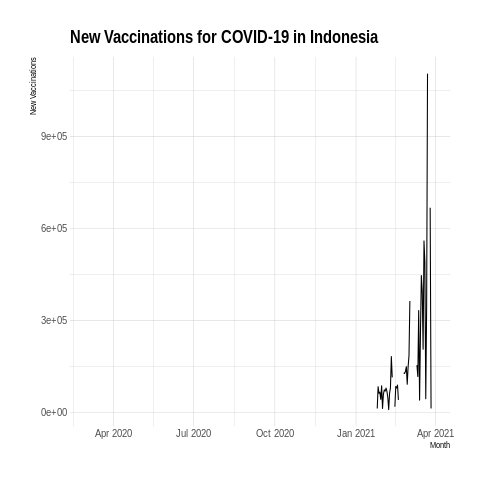 New Vaccinations for COVID-19 in Indonesia
New Vaccinations
9e+05
6e+05
3e+05
0e+00
Apr 2020 Jul 2020 Oct 2020 Jan 2021 Apr 2021
Month